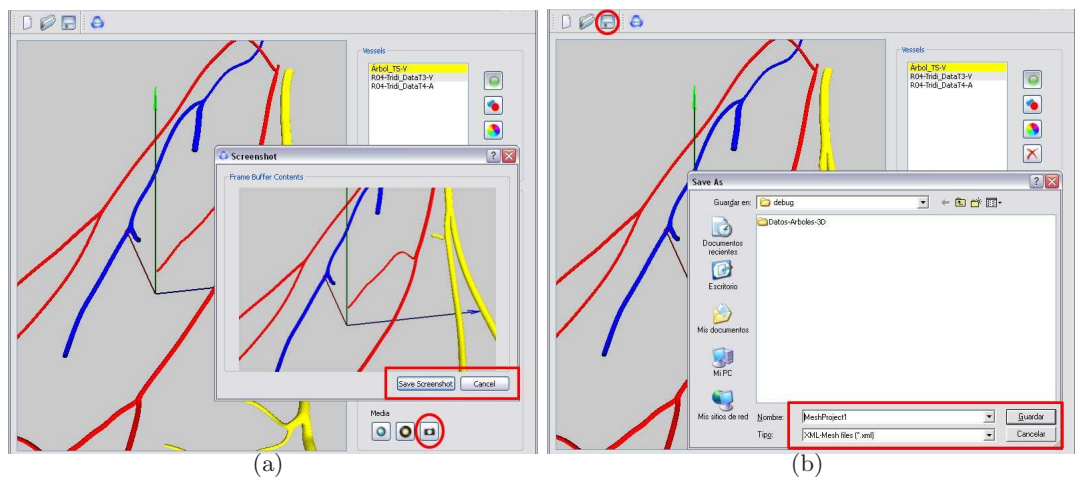 Vessels
Árbol_T5-V
R04-Tridi_DataT3-V
R04-Tridi_DataT4-A
Screenshot
Frame Buffer Contents
Save Screenshot
Cancel
Media
(a)
Vessels
Árbol_T5-V
R04-Tridi_DataT3-V
R04-Tridi_DataT4-A
Save As
Guardar en:
debug
Datos-Arboles-3D
Documentos
recientes
Escritorio
Mis documentos
Mi PC
Mis sitios de red
Nombre:
MeshProject1
Guardar
Tipo:
XML-Mesh files (*.xml)
Cancelar
(b)